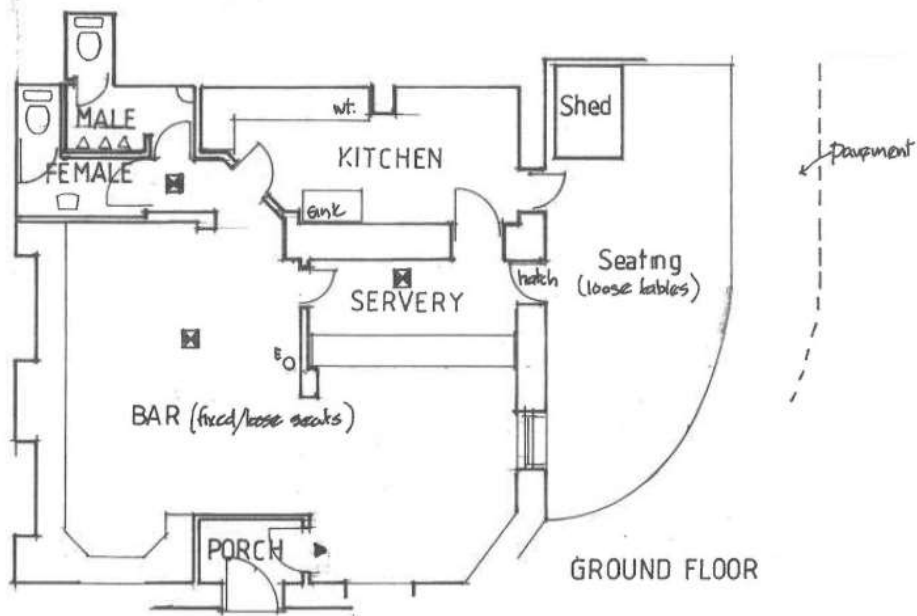 MALE
FEMALE
wt.
KITCHEN
sink
Shed
pavement
Seating
(loose tables)
hatch
SERVERY
E
BAR (fixed/loose seats)
PORCH
GROUND FLOOR